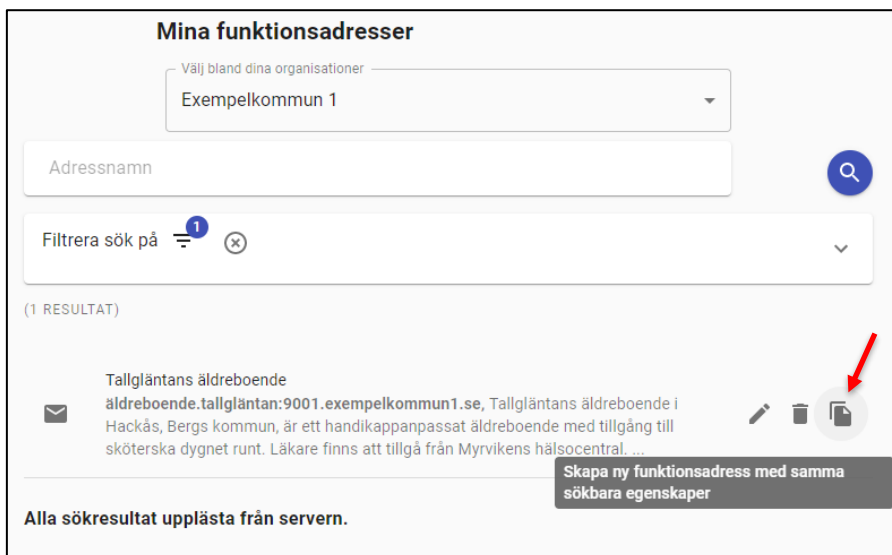 Mina funktionsadresser
Välj bland dina organisationer
Exempelkommun 1
Adressnamn
Filtrera sök på 1
(1 RESULTAT)
Tallgläntans äldreboende
äldreboende.tallgläntan:9001.exempelkommun1.se, Tallgläntans äldreboende i
Hackås, Bergs kommun, är ett handikappanpassat äldreboende med tillgång till
sköterska dygnet runt. Läkare finns att tillgå från Myrvikens hälsocentral. ...
Skapa ny funktionsadress med samma
sökbara egenskaper
Alla sökresultat upplästa från servern.